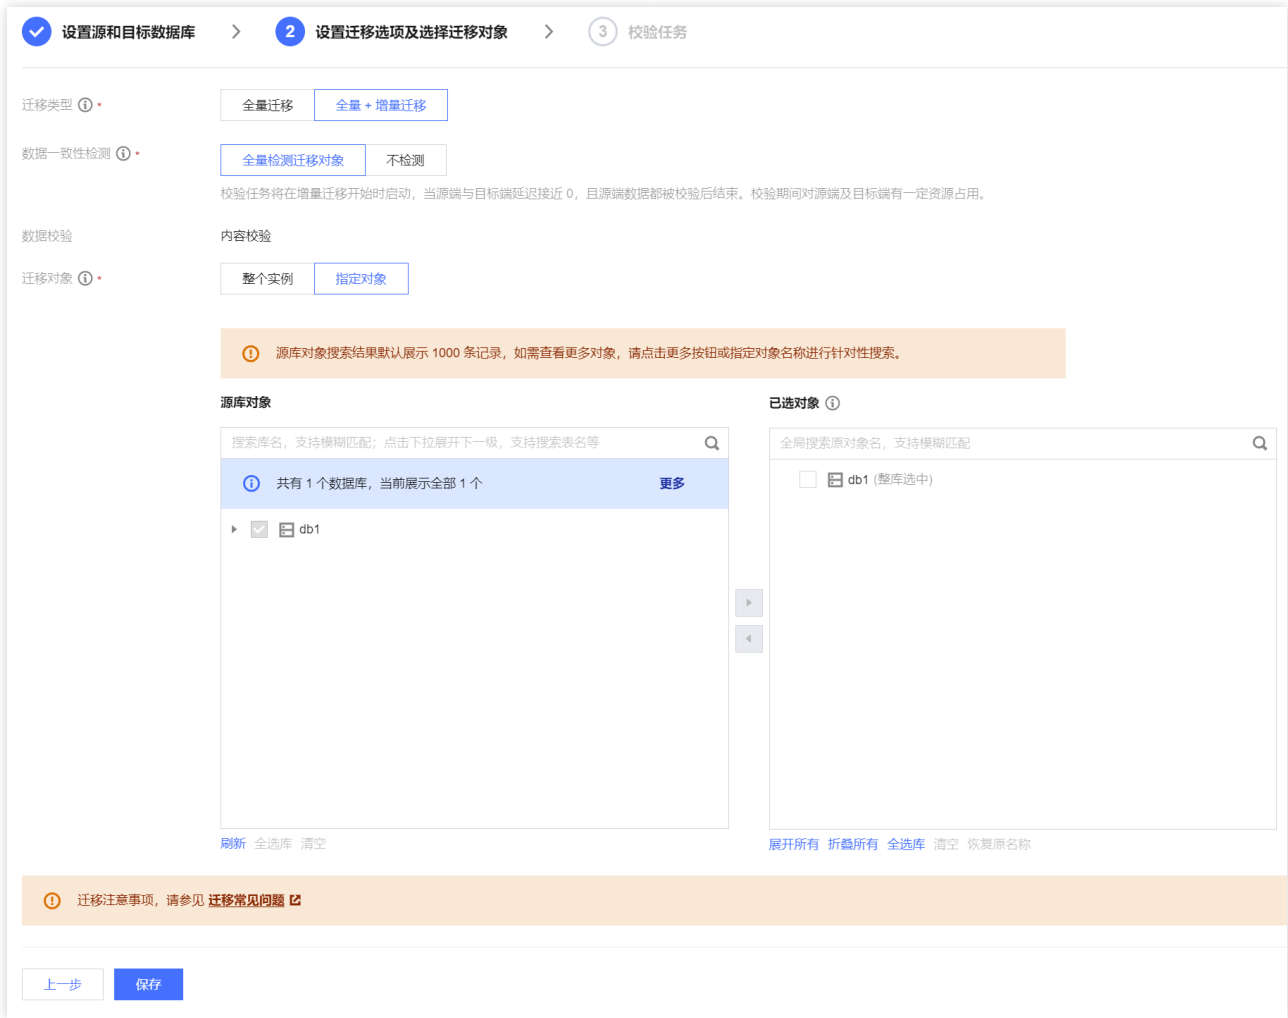 设置源和目标数据库
2 设置迁移选项及选择迁移对象
3 校验任务
迁移类型 *
全量迁移 全量 + 增量迁移
数据一致性检测 *
全量检测迁移对象 不检测
校验任务将在增量迁移开始时启动，当源端与目标端延迟接近 0，且源端数据都被校验后结束。校验期间对源端及目标端有一定资源占用。
数据校验 内容校验
迁移对象 *
整个实例 指定对象
源库对象搜索结果默认展示 1000 条记录，如需查看更多对象，请点击更多按钮或指定对象名称进行针对性搜索。
源库对象
搜索库名，支持模糊匹配；点击下拉展开下一级，支持搜索表名等
共有 1 个数据库，当前展示全部 1 个 更多
db1
刷新 全选库 清空
已选对象
全局搜索原对象名，支持模糊匹配
db1 (整库选中)
展开所有 折叠所有 全选库 清空 恢复原名称
迁移注意事项，请参见 迁移常见问题
上一步 保存